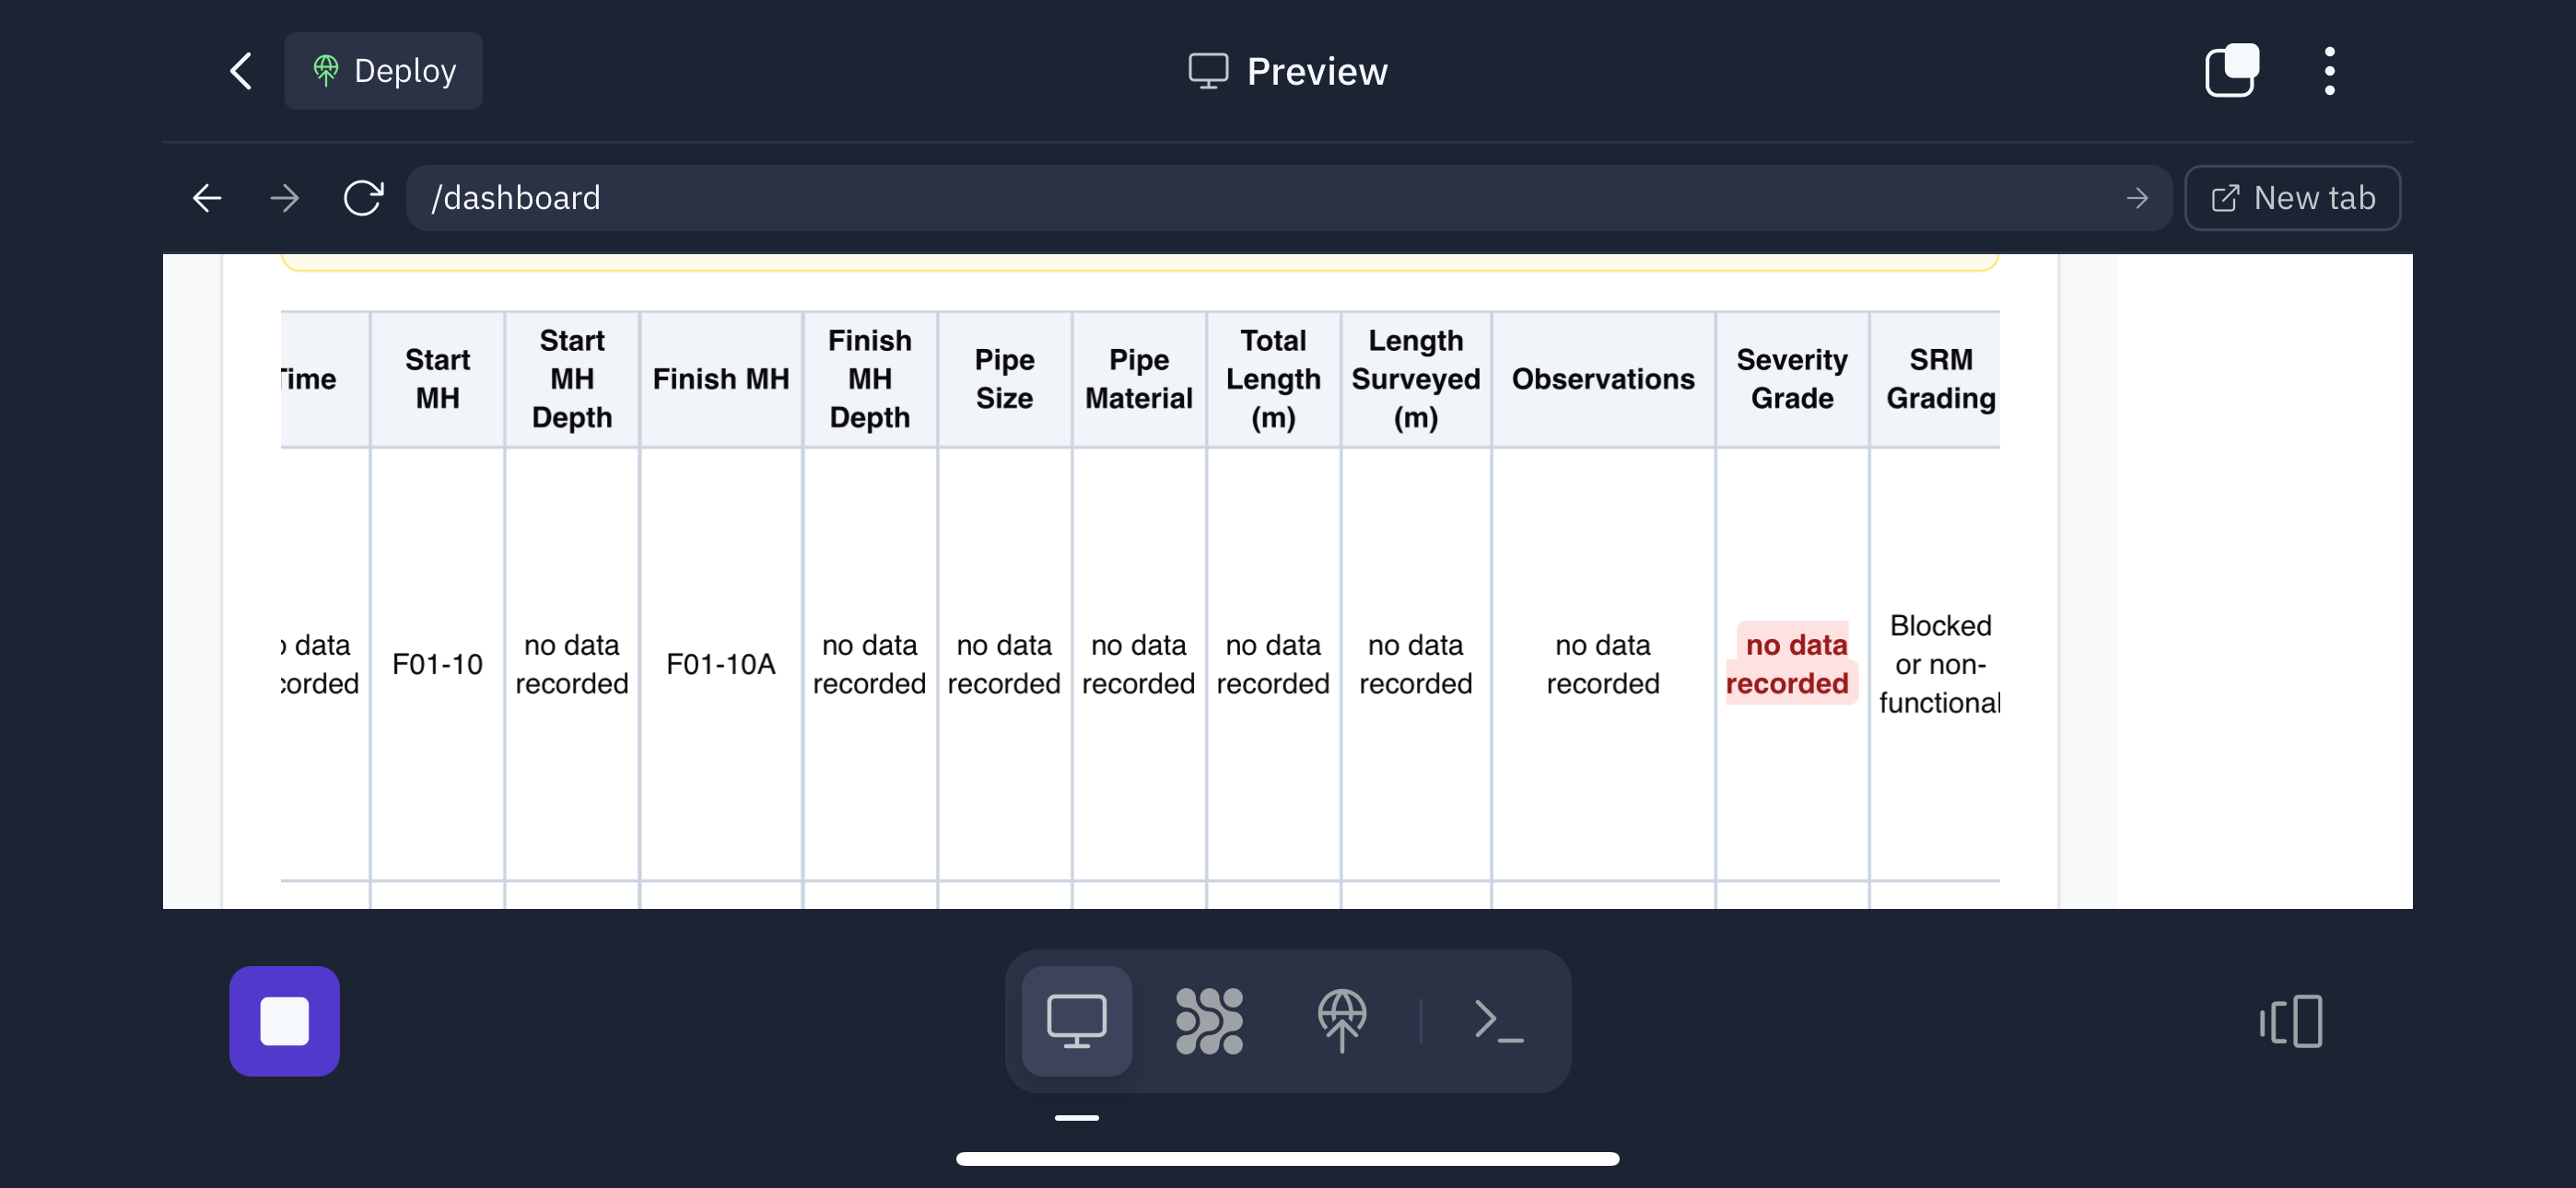 Deploy
Preview
/dashboard
New tab
Time
Start MH
Start MH Depth
Finish MH
Finish MH Depth
Pipe Size
Pipe Material
Total Length (m)
Length Surveyed (m)
Observations
Severity Grade
SRM Grading
data
corded
F01-10
no data recorded
F01-10A
no data recorded
no data recorded
no data recorded
no data recorded
no data recorded
no data recorded
no data recorded
Blocked or non-functional